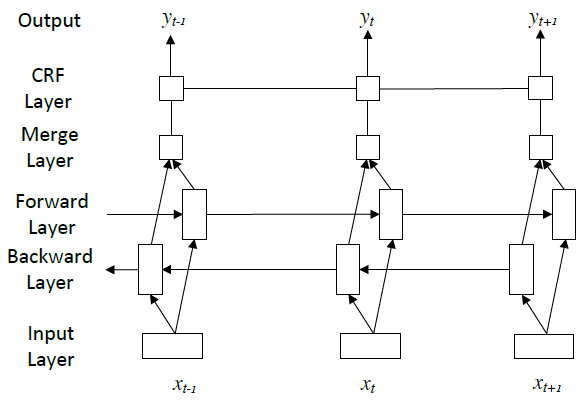 Output
y_{t-1}
y_t
y_{t+1}
CRF
Layer
Merge
Layer
Forward
Layer
Backward
Layer
Input
Layer
x_{t-1}
x_t
x_{t+1}